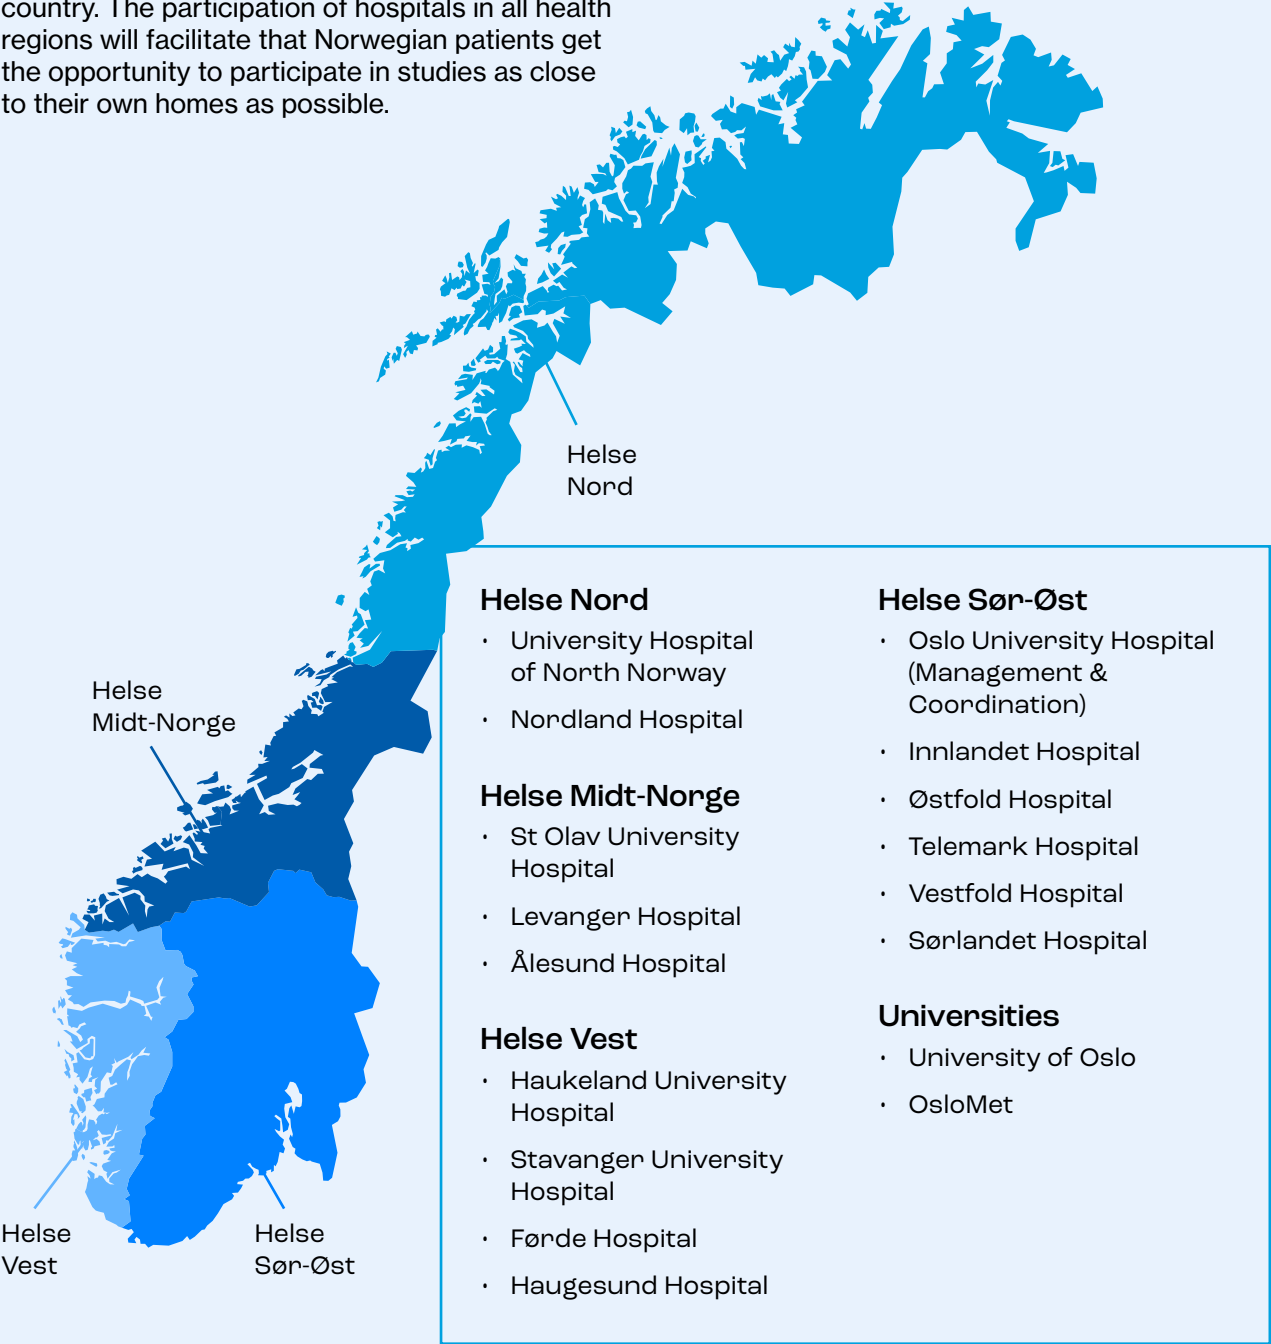 country. The participation of hospitals in all health
regions will facilitate that Norwegian patients get
the opportunity to participate in studies as close
to their own homes as possible.
Helse
Nord
Helse
Midt-Norge
Helse
Vest
Helse
Sør-Øst
Helse Nord
· University Hospital
of North Norway
· Nordland Hospital
Helse Midt-Norge
· St Olav University
Hospital
· Levanger Hospital
· Ålesund Hospital
Helse Vest
· Haukeland University
Hospital
· Stavanger University
Hospital
· Førde Hospital
· Haugesund Hospital
Helse Sør-Øst
· Oslo University Hospital
(Management &
Coordination)
· Innlandet Hospital
· Østfold Hospital
· Telemark Hospital
· Vestfold Hospital
· Sørlandet Hospital
Universities
· University of Oslo
· OsloMet